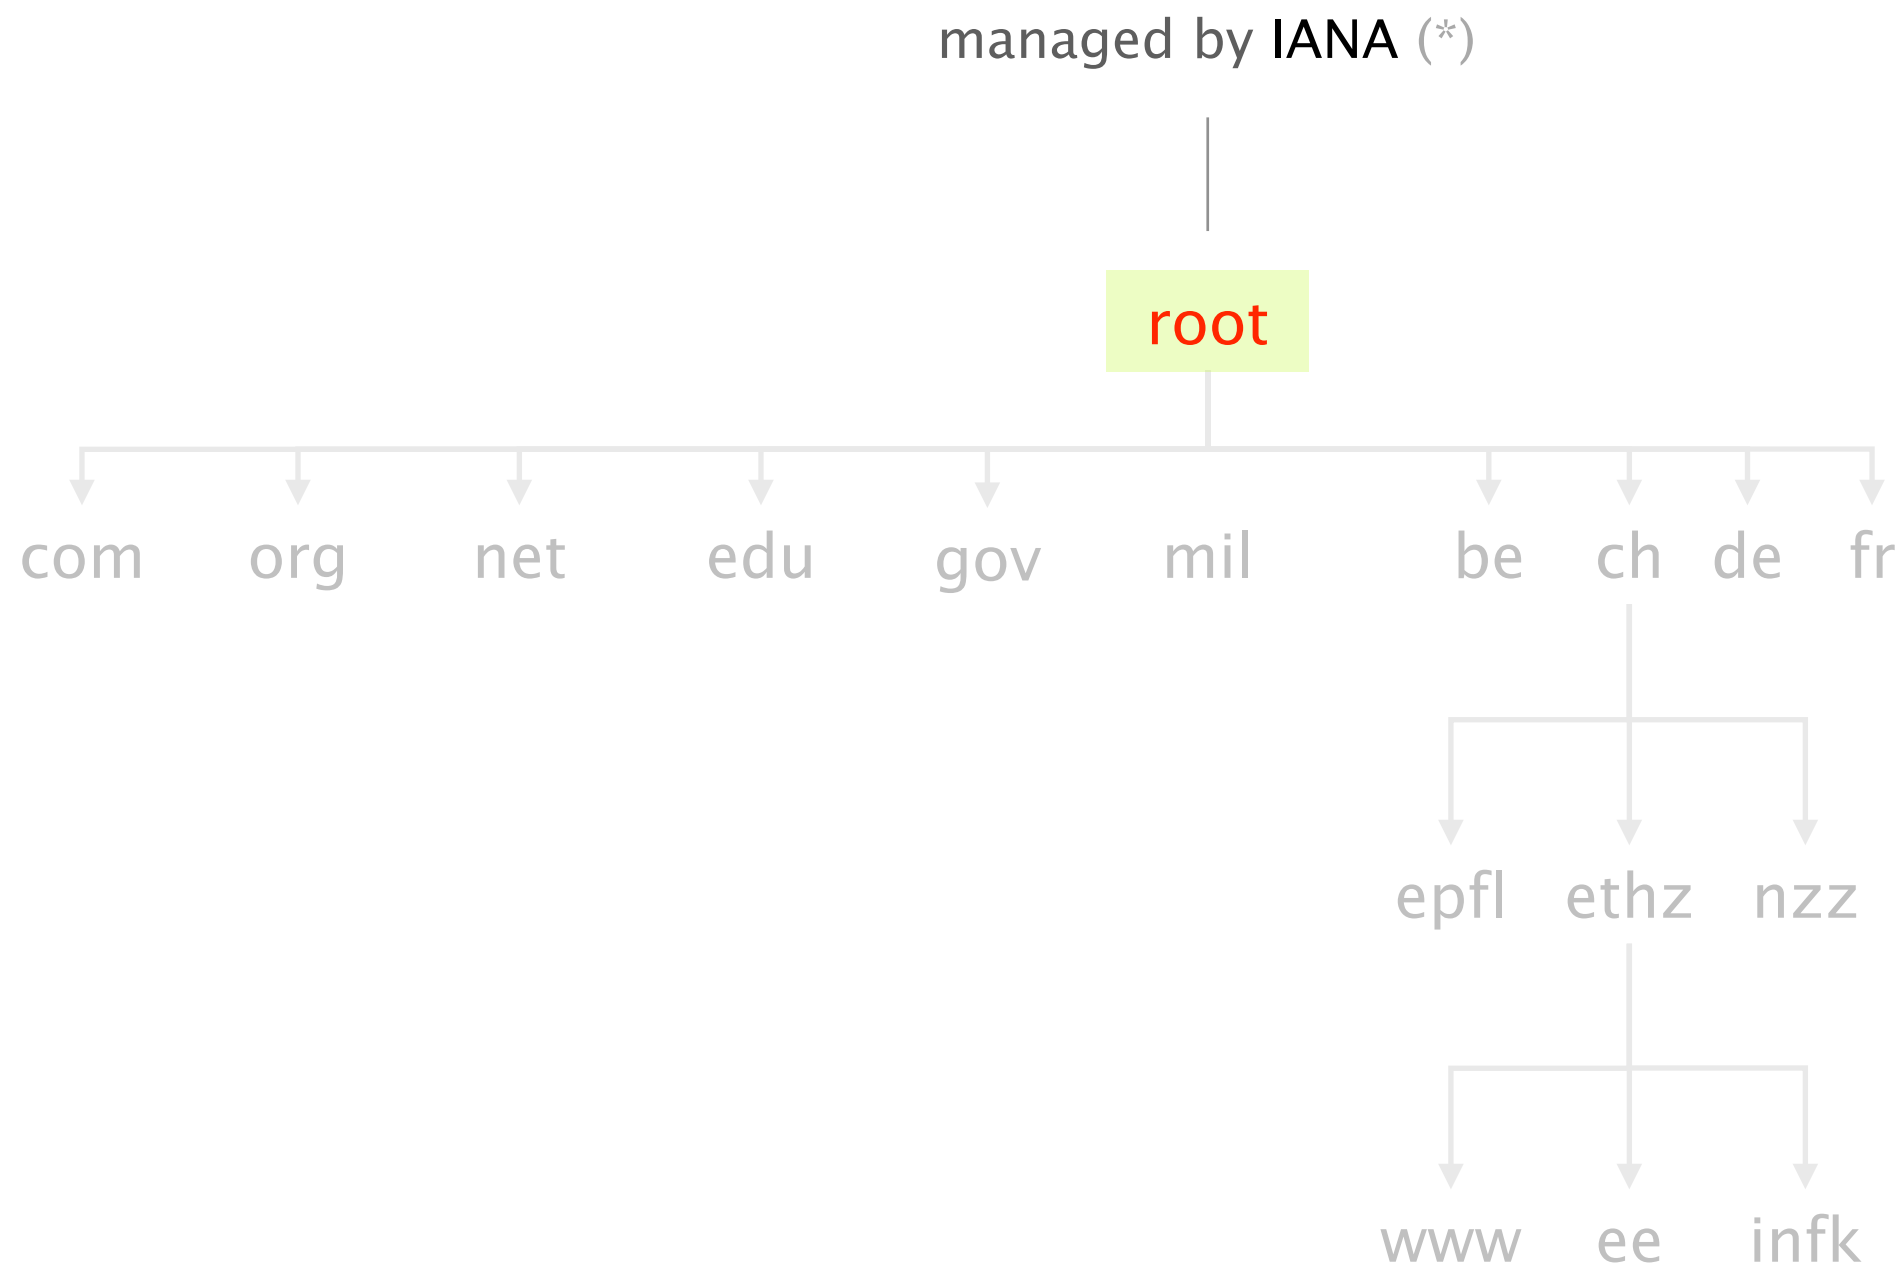 managed by IANA (*)
root
com org net edu gov mil be ch de fr
epfl ethz nzz
www ee infk